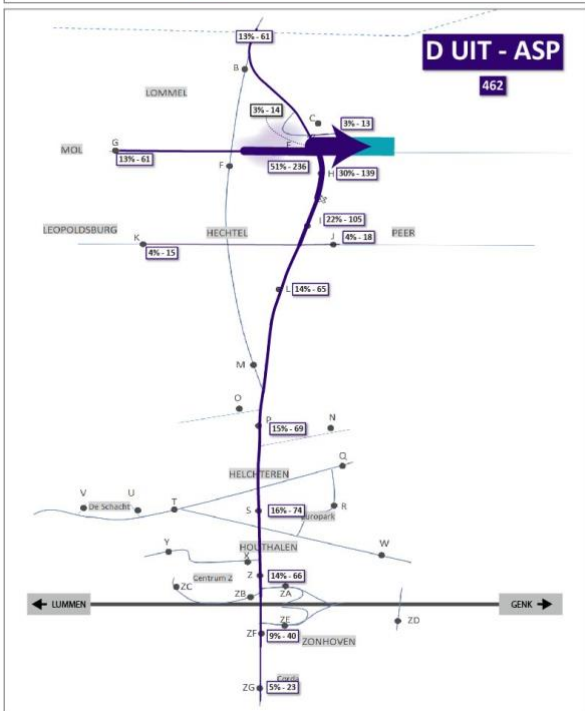 D UIT - ASP
462
13% - 61
B
LOMMEL
3% - 14
C
3% - 13
E
MOL
G
13% - 61
F
51% - 236
H
30% - 139
I
22% - 105
LEOPOLDSBURG
K
HECHTEL
J
4% - 18
PEER
4% - 15
L
14% - 65
M
O
P
15% - 69
N
HELCHTEREN
Q
V
U
De Schacht
T
S
16% - 74
R
Europark
Y
HOUTHALEN
X
W
Z
14% - 66
Centrum Z
ZC
ZB
ZA
LUMMEN
GENK
ZE
ZD
ZF
9% - 40
ZONHOVEN
Corda
ZG
5% - 23